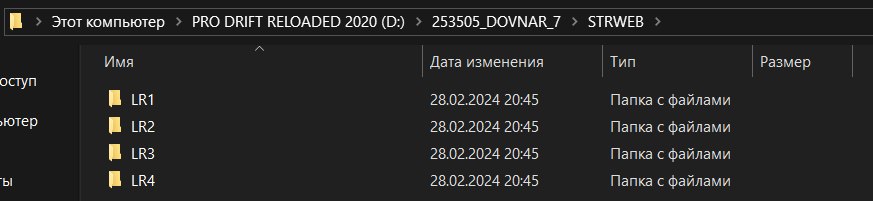 Этот компьютер > PRO DRIFT RELOADED 2020 (D:) > 253505_DOVNAR_7 > STRWEB >
Имя Дата изменения Тип Размер
LR1 28.02.2024 20:45 Папка с файлами
оступ
LR2 28.02.2024 20:45 Папка с файлами
ьютер
LR3 28.02.2024 20:45 Папка с файлами
LR4 28.02.2024 20:45 Папка с файлами
ты